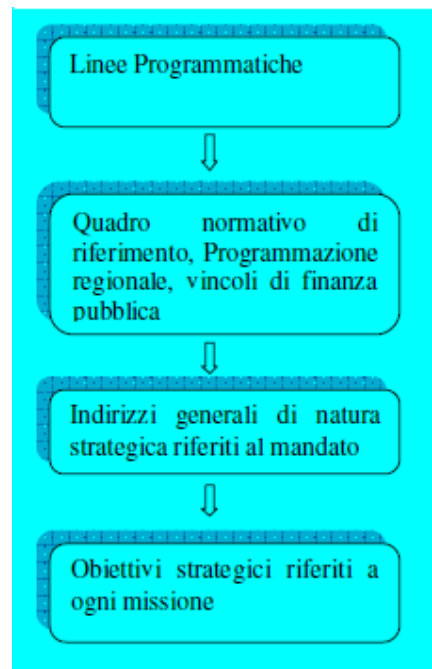 Linee Programmatiche
Quadro normativo di
riferimento, Programmazione
regionale, vincoli di finanza
pubblica
Indirizzi generali di natura
strategica riferiti al mandato
Obiettivi strategici riferiti a
ogni missione